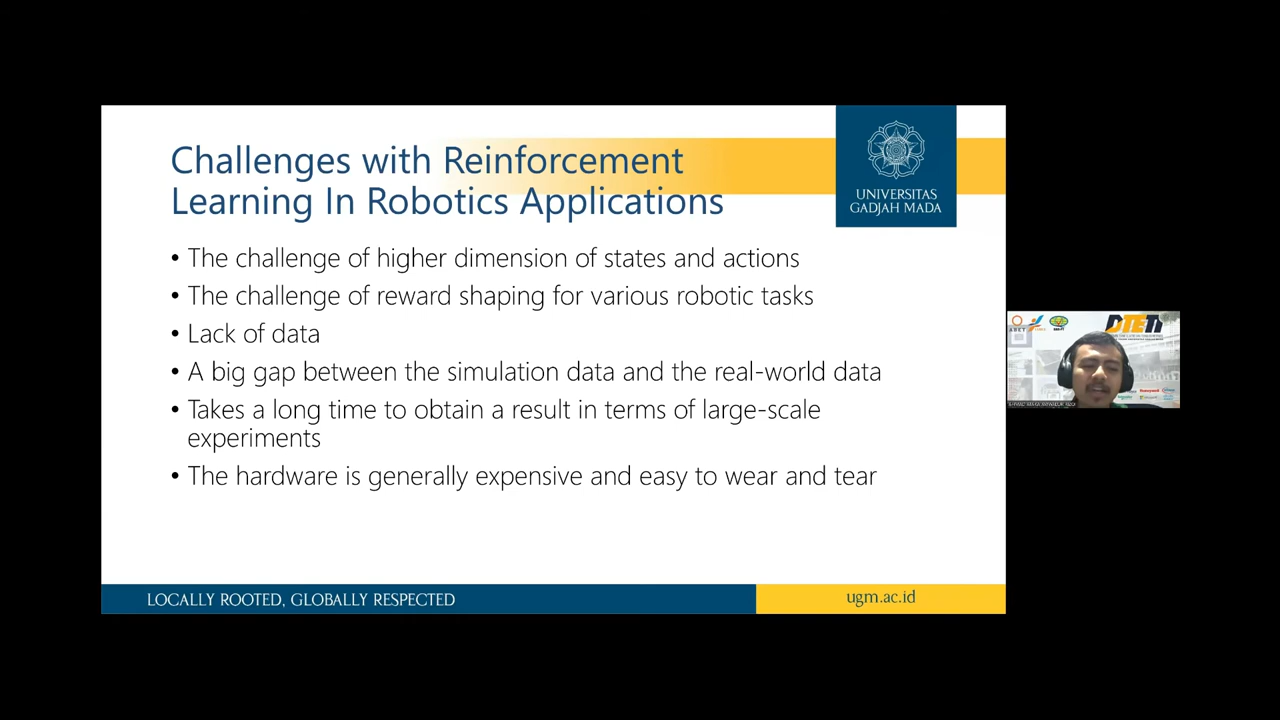 Challenges with Reinforcement
Learning In Robotics Applications
UNIVERSITAS
GADJAH MADA
• The challenge of higher dimension of states and actions
• The challenge of reward shaping for various robotic tasks
• Lack of data
• A big gap between the simulation data and the real-world data
• Takes a long time to obtain a result in terms of large-scale
experiments
• The hardware is generally expensive and easy to wear and tear
LOCALLY ROOTED, GLOBALLY RESPECTED
ugm.ac.id
ABET
DTETI
Honeywell